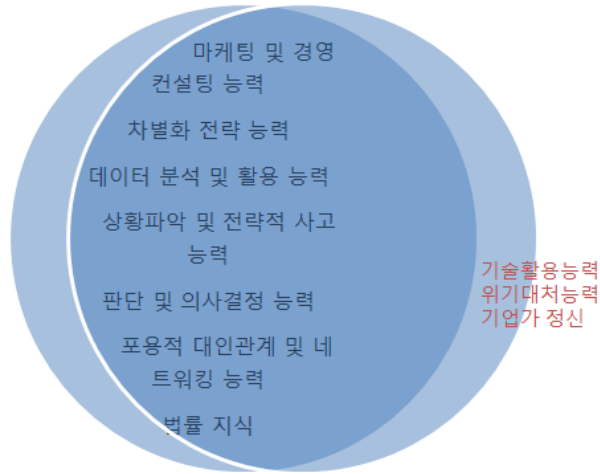 마케팅 및 경영
컨설팅 능력
차별화 전략 능력
데이터 분석 및 활용 능력
상황파악 및 전략적 사고
능력
판단 및 의사결정 능력
포용적 대인관계 및 네
트워킹 능력
법률 지식
기술활용능력
위기대처능력
기업가 정신